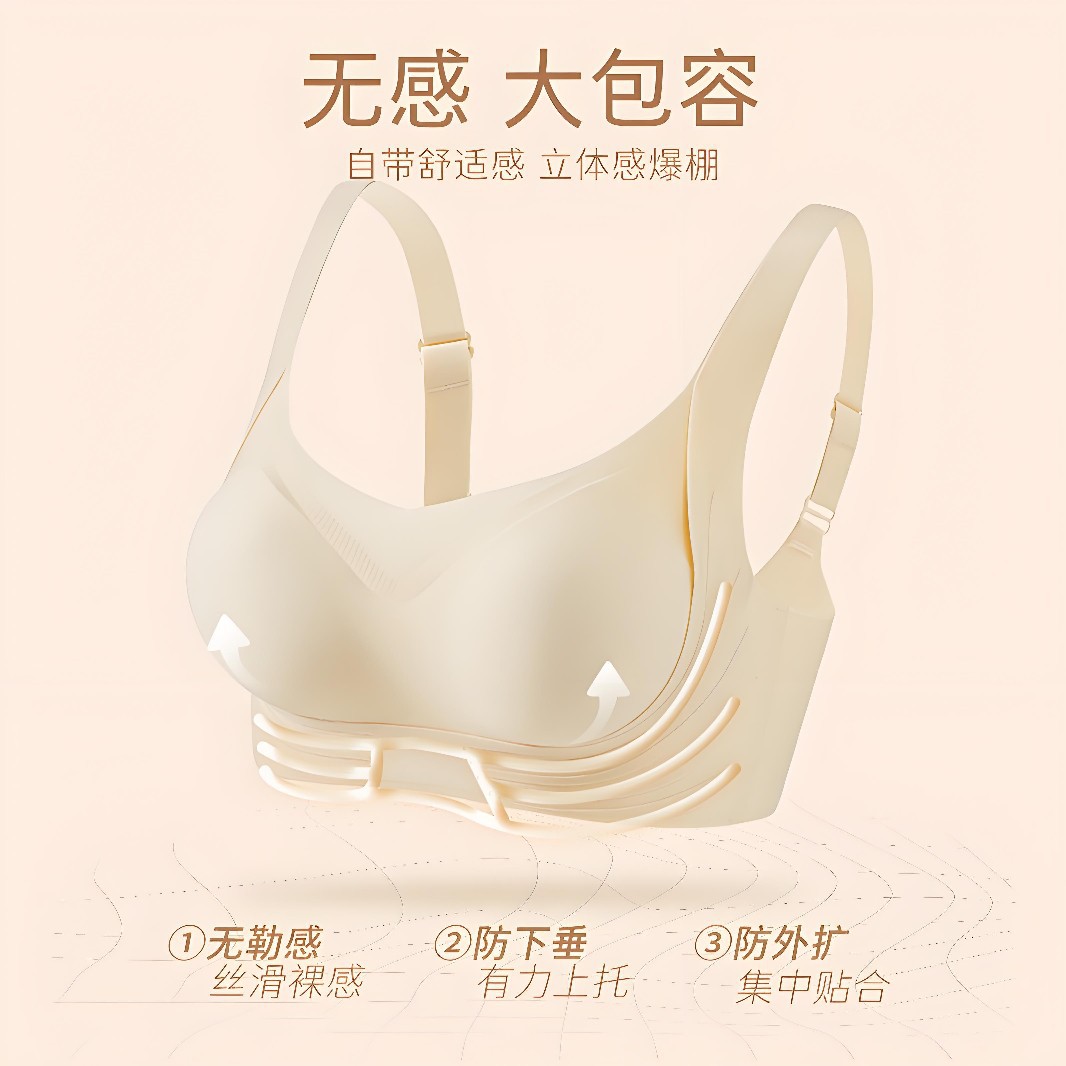 无感 大包容
自带舒适感 立体感爆棚
①无勒感
丝滑裸感
②防下垂
有力上托
③防外扩
集中贴合